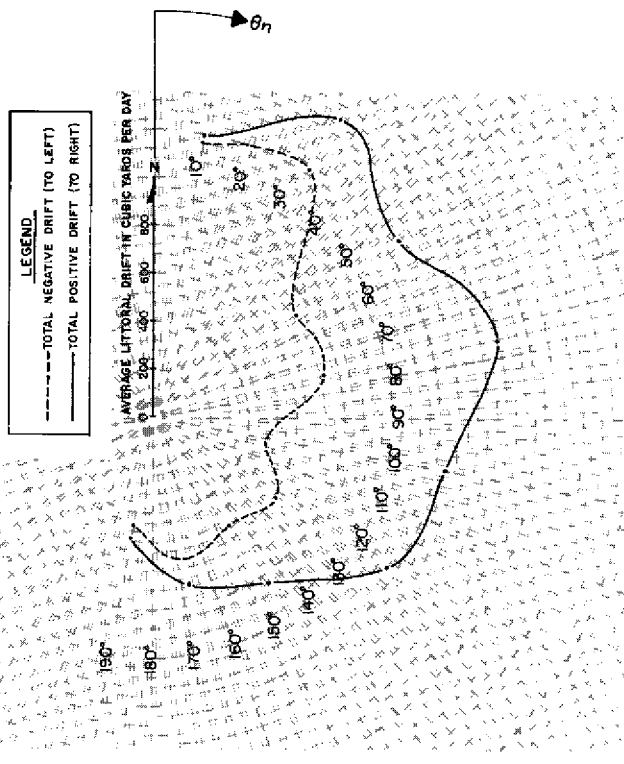 LEGEND
TOTAL NEGATIVE DRIFT (TO LEFT)
TOTAL POSITIVE DRIFT (TO RIGHT)
AVERAGE LITTORAL DRIFT IN CUBIC YARDS PER DAY
0 200 400 600 800
N
θn
10°
20°
30°
40°
50°
60°
70°
80°
90°
100°
110°
120°
130°
140°
150°
160°
170°
180°
190°